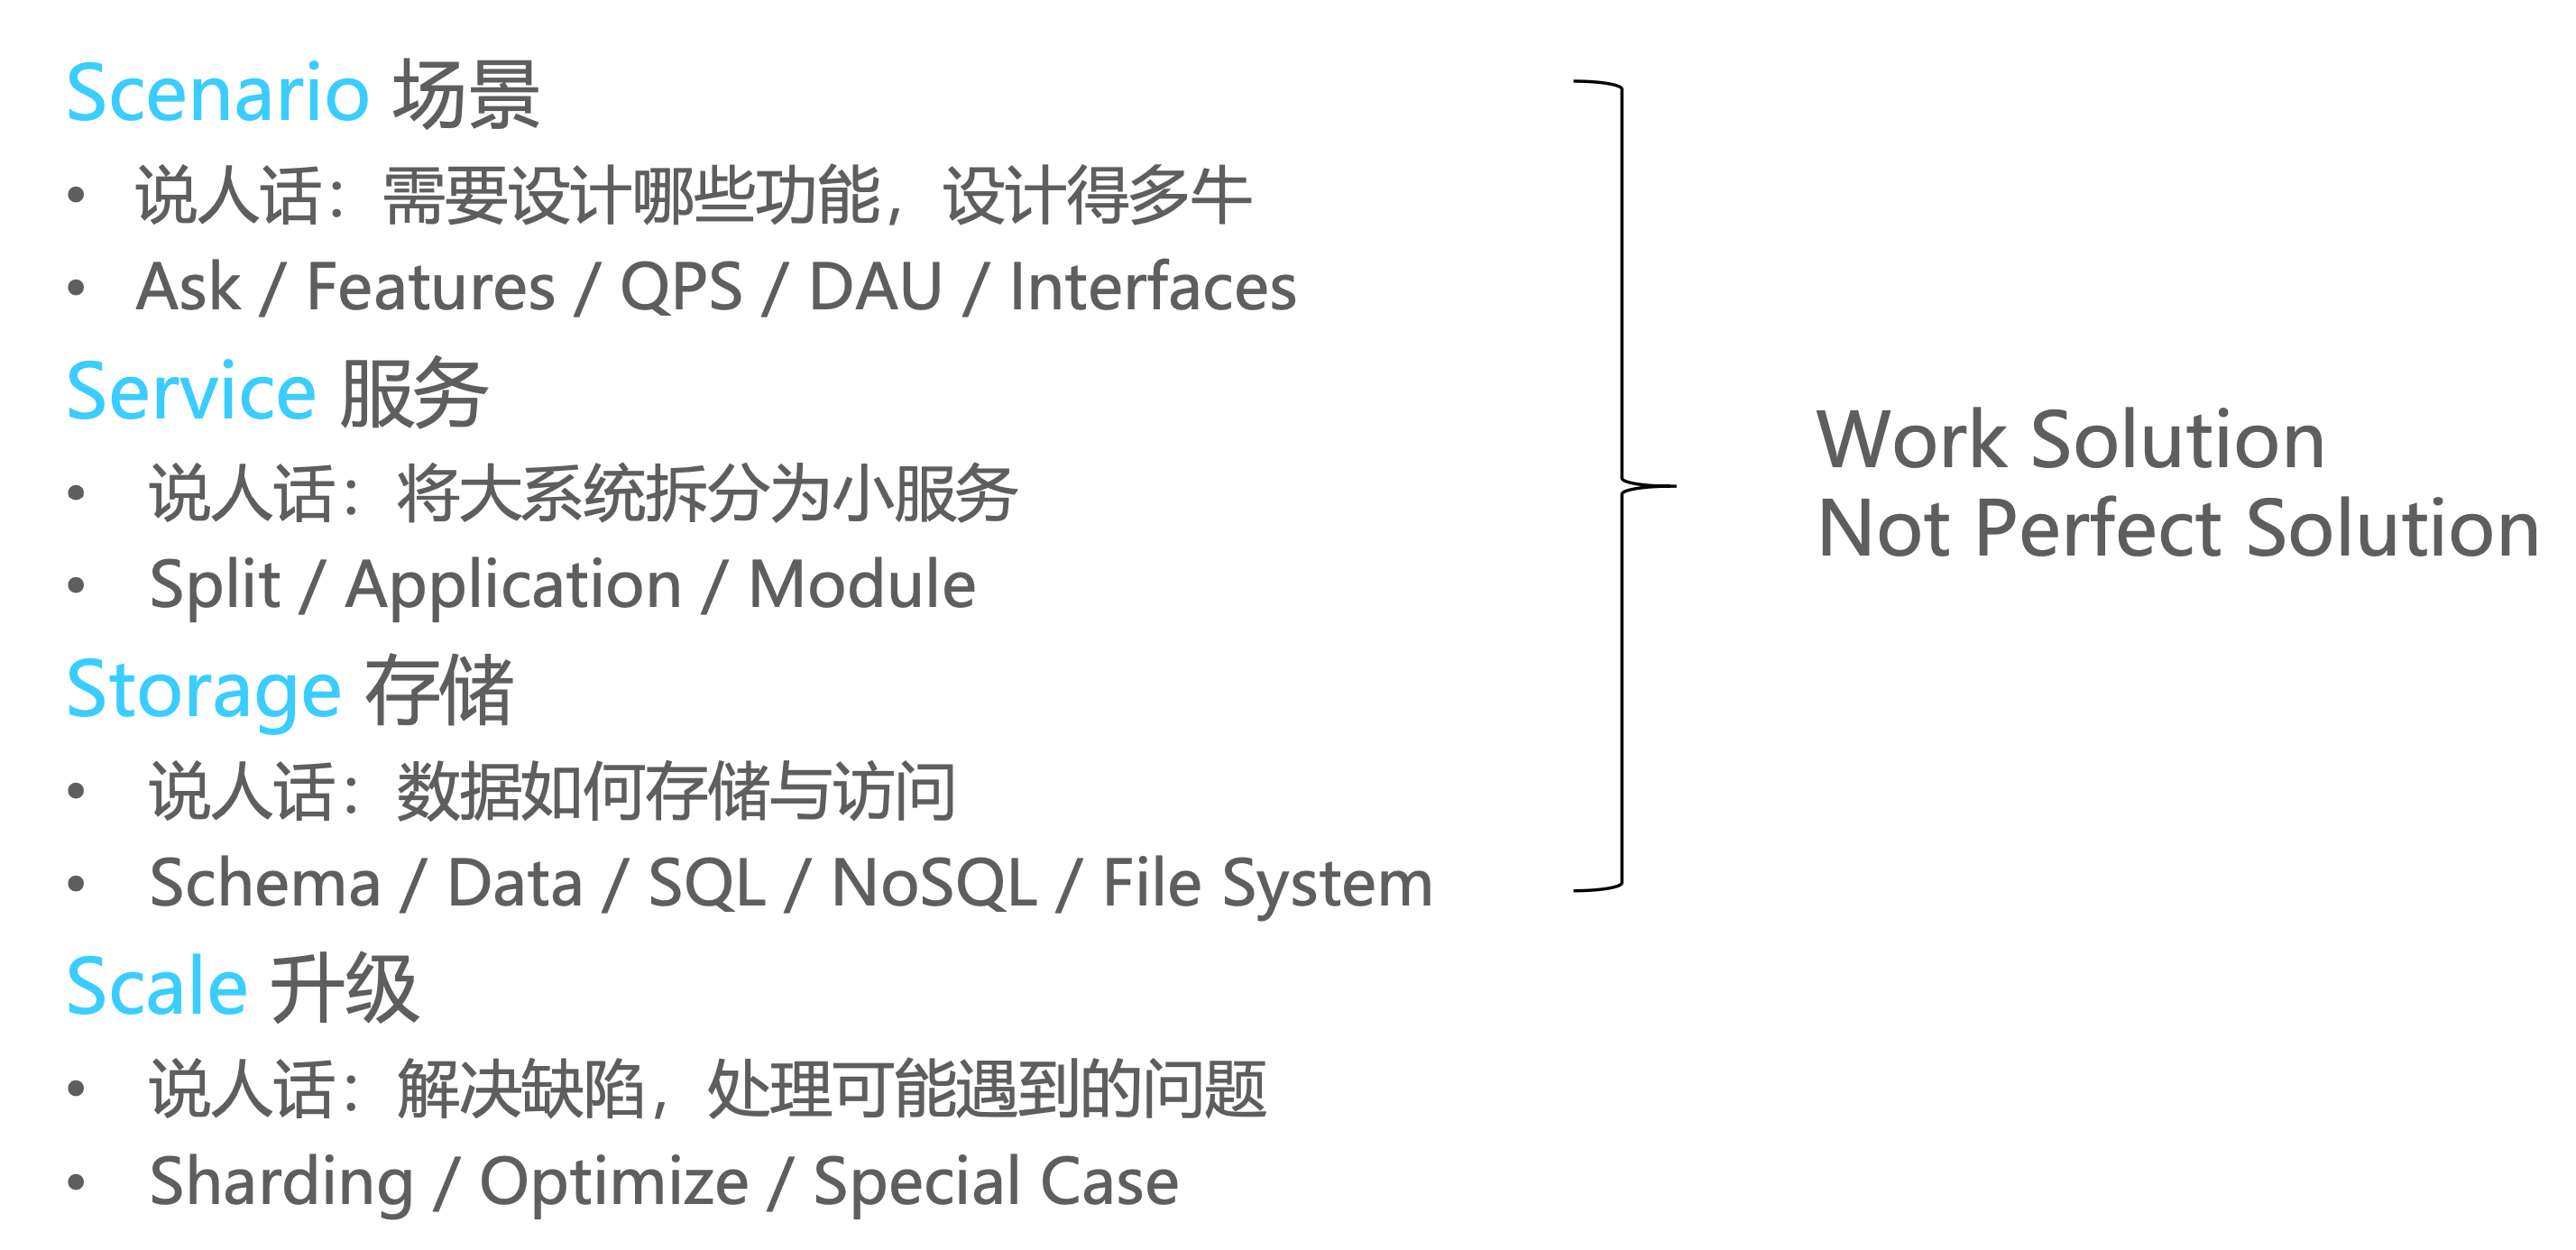 Scenario 场景
• 说人话：需要设计哪些功能，设计得多牛
• Ask / Features / QPS / DAU / Interfaces
Service 服务
• 说人话：将大系统拆分为小服务
• Split / Application / Module
Storage 存储
• 说人话：数据如何存储与访问
• Schema / Data / SQL / NoSQL / File System
Scale 升级
• 说人话：解决缺陷，处理可能遇到的问题
• Sharding / Optimize / Special Case
Work Solution
Not Perfect Solution